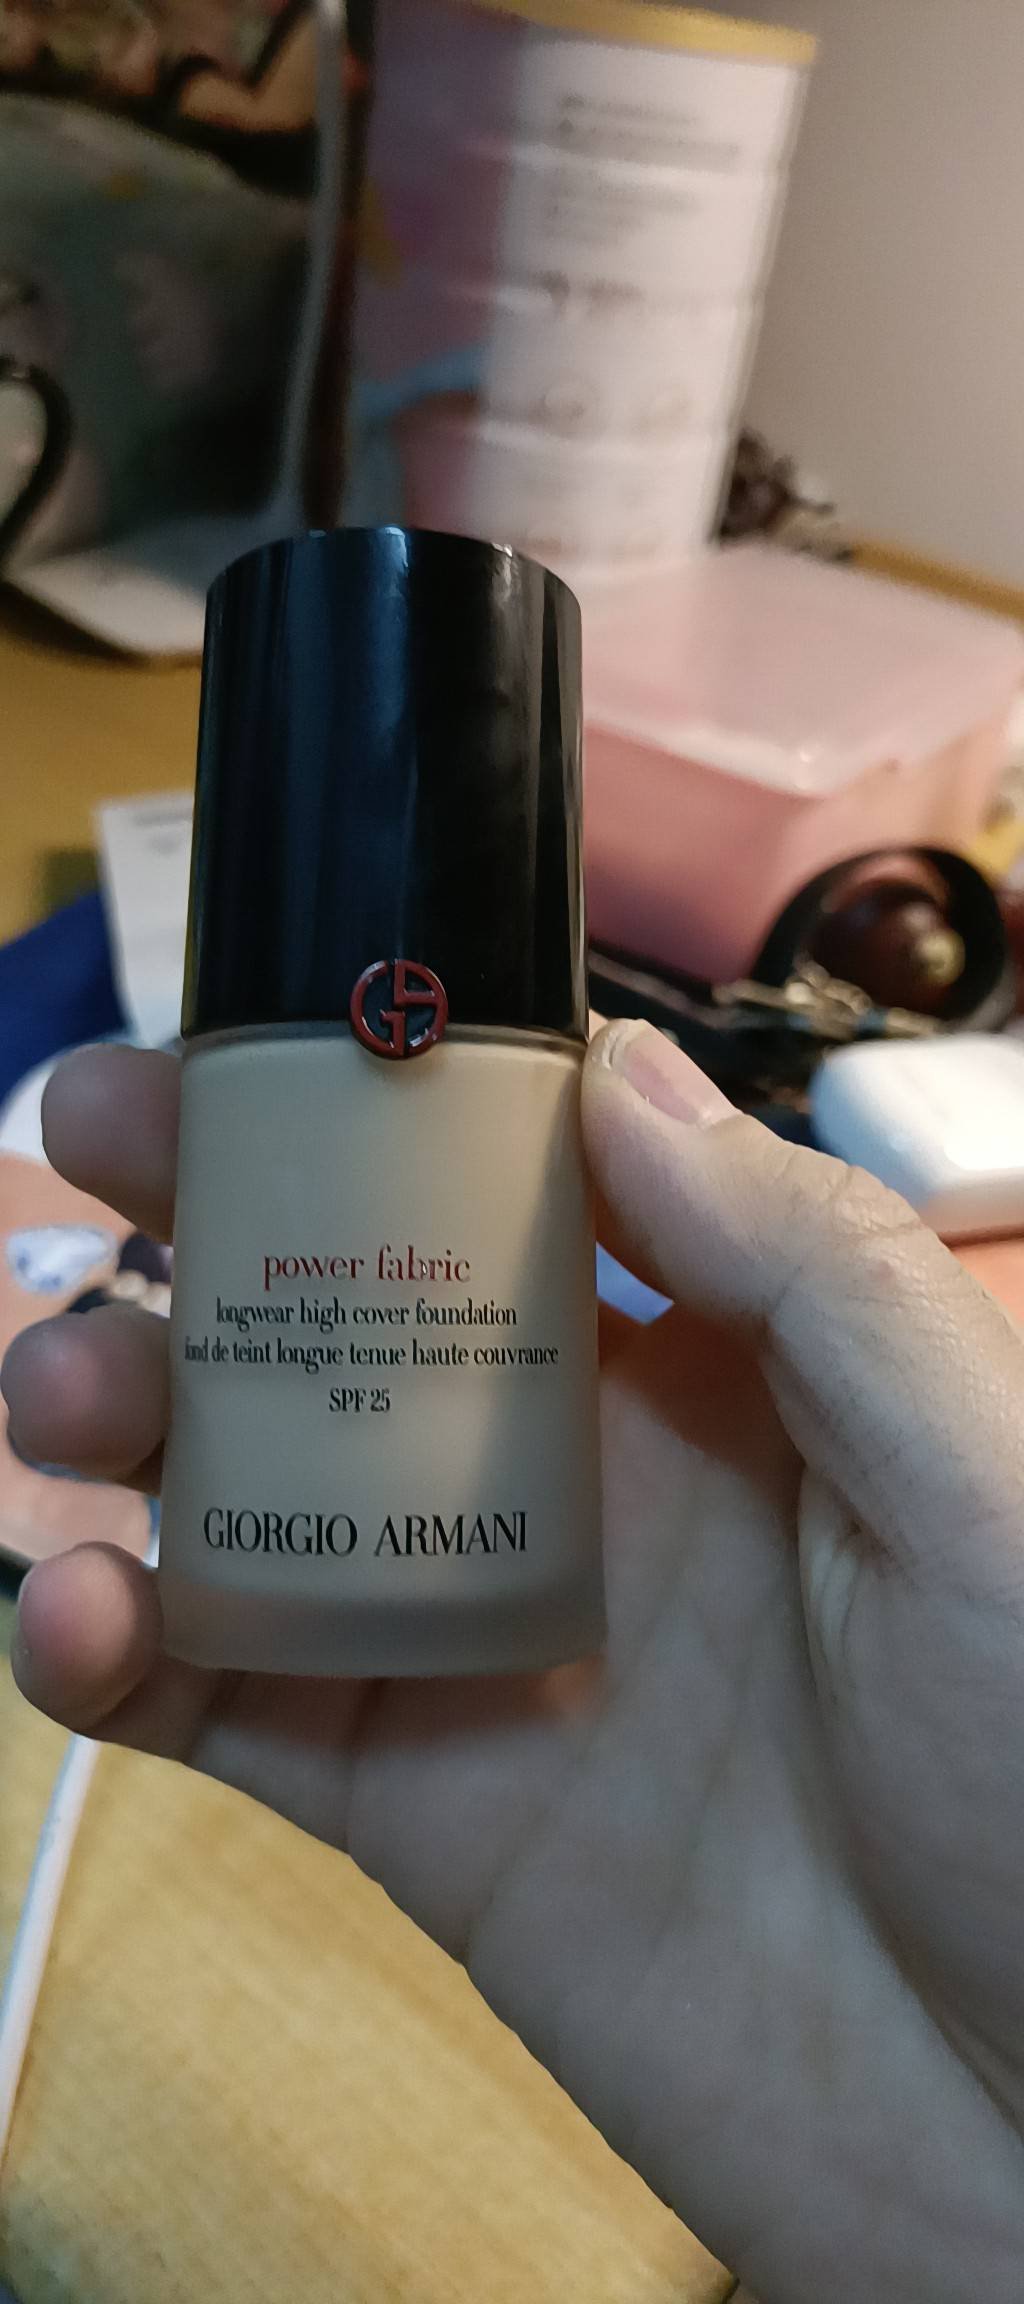 power fabric
longwear high cover foundation
fond de teint longue tenue haute couvrance
SPF 25
GIORGIO ARMANI